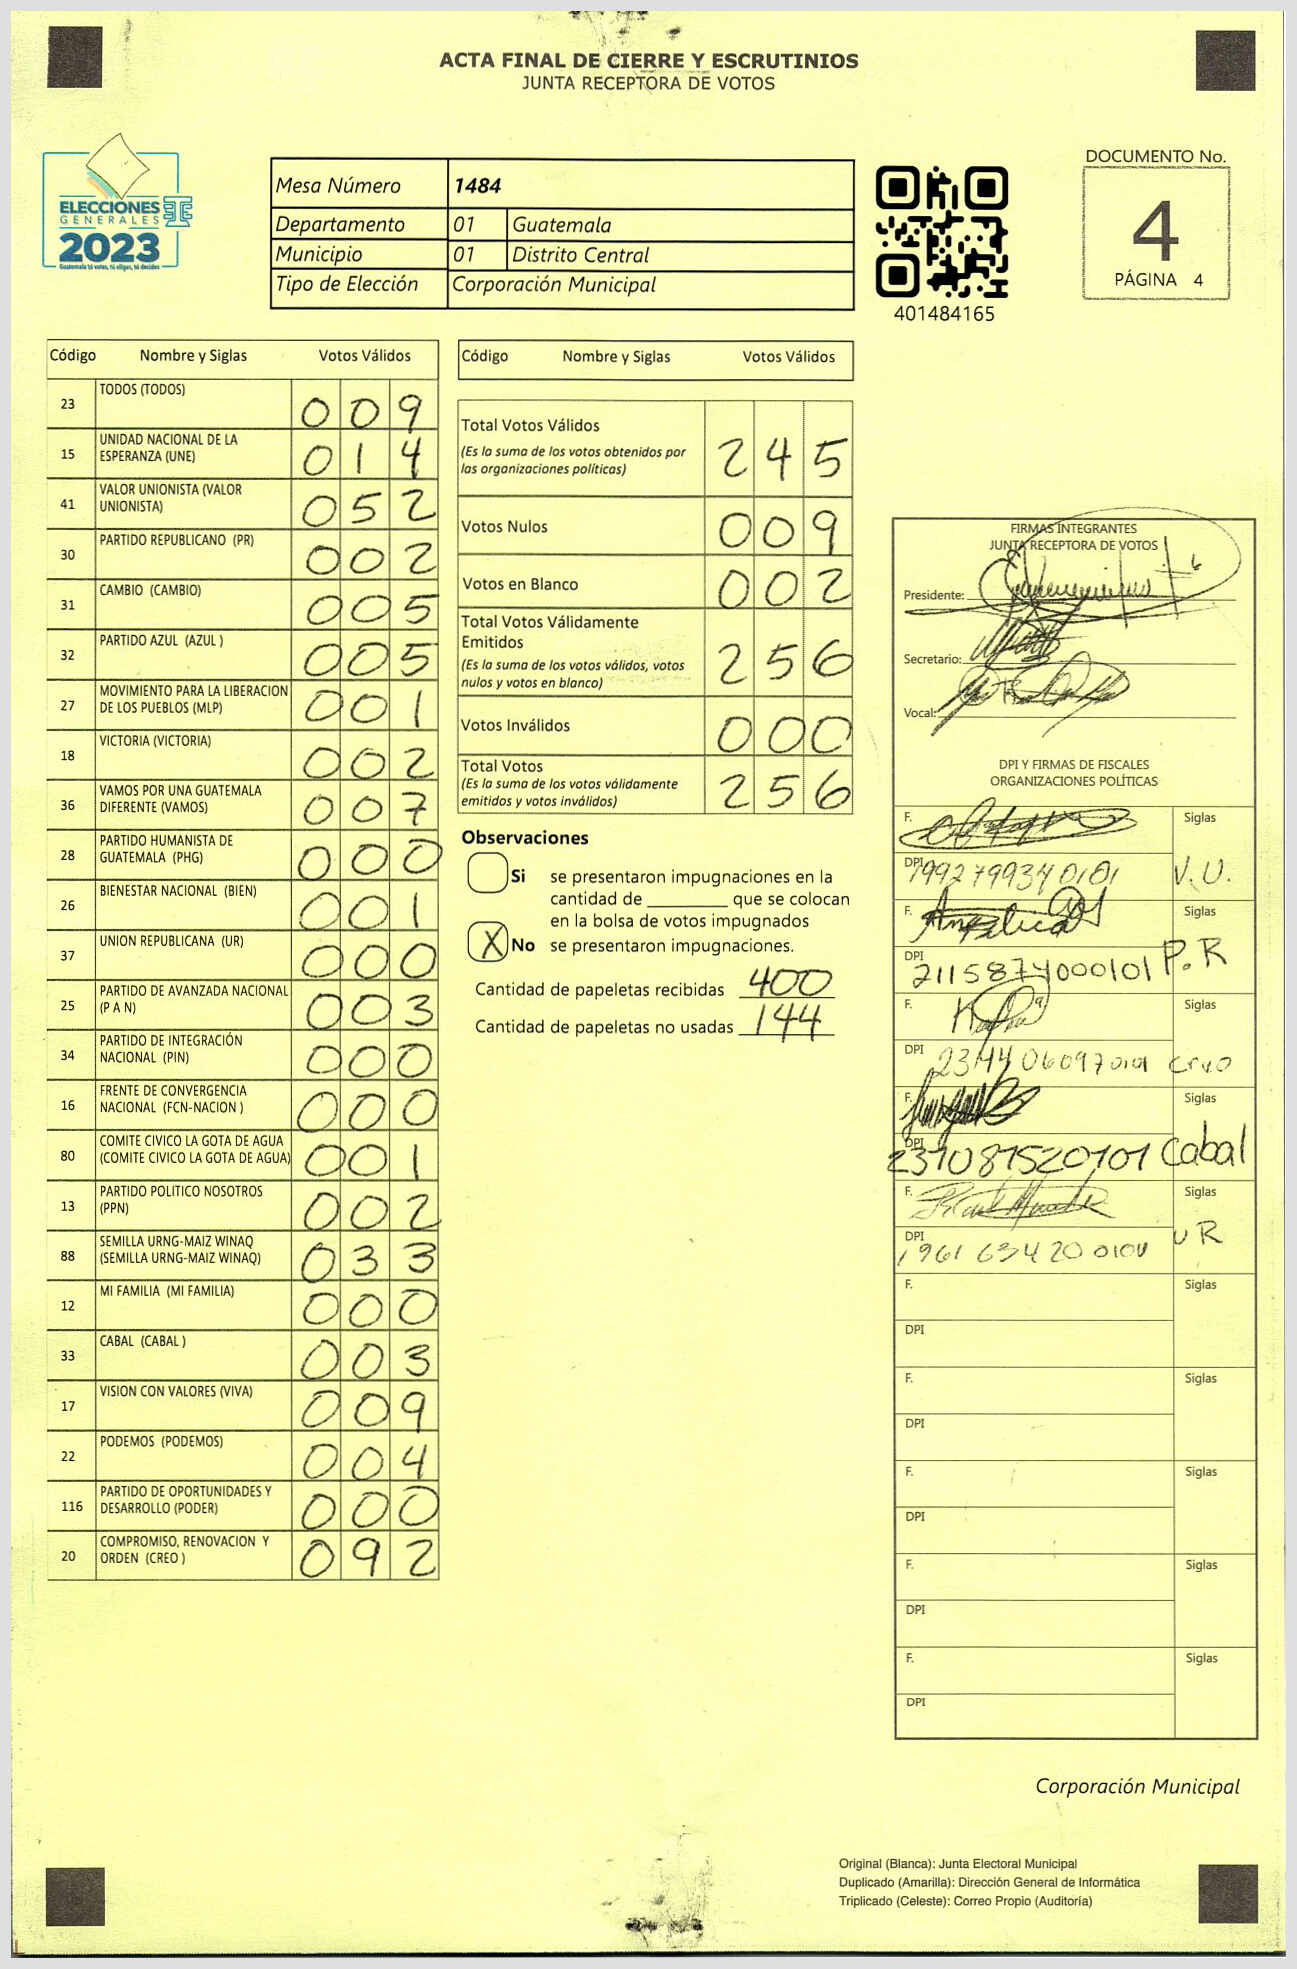 ACTA FINAL DE CIERRE Y ESCRUTINIOS
JUNTA RECEPTORA DE VOTOS
ELECCIONES
GENERALES
2023
Guatemala tú votas, tú eliges, tú decides
Mesa Número 1484
Departamento 01 Guatemala
Municipio 01 Distrito Central
Tipo de Elección Corporación Municipal
401484165
DOCUMENTO No.
4
PÁGINA 4
Código Nombre y Siglas Votos Válidos
23 TODOS (TODOS) 009
15 UNIDAD NACIONAL DE LA
ESPERANZA (UNE) 014
41 VALOR UNIONISTA (VALOR
UNIONISTA) 052
30 PARTIDO REPUBLICANO (PR) 002
31 CAMBIO (CAMBIO) 005
32 PARTIDO AZUL (AZUL ) 005
27 MOVIMIENTO PARA LA LIBERACION
DE LOS PUEBLOS (MLP) 001
18 VICTORIA (VICTORIA) 002
36 VAMOS POR UNA GUATEMALA
DIFERENTE (VAMOS) 007
28 PARTIDO HUMANISTA DE
GUATEMALA (PHG) 000
26 BIENESTAR NACIONAL (BIEN) 001
37 UNION REPUBLICANA (UR) 000
25 PARTIDO DE AVANZADA NACIONAL
(P A N) 003
34 PARTIDO DE INTEGRACIÓN
NACIONAL (PIN) 000
16 FRENTE DE CONVERGENCIA
NACIONAL (FCN-NACION ) 000
80 COMITE CIVICO LA GOTA DE AGUA
(COMITE CIVICO LA GOTA DE AGUA) 001
13 PARTIDO POLITICO NOSOTROS
(PPN) 002
88 SEMILLA URNG-MAIZ WINAQ
(SEMILLA URNG-MAIZ WINAQ) 033
12 MI FAMILIA (MI FAMILIA) 000
33 CABAL (CABAL ) 003
17 VISION CON VALORES (VIVA) 009
22 PODEMOS (PODEMOS) 004
116 PARTIDO DE OPORTUNIDADES Y
DESARROLLO (PODER) 000
20 COMPROMISO, RENOVACION Y
ORDEN (CREO ) 092
Código Nombre y Siglas Votos Válidos
Total Votos Válidos
(Es la suma de los votos obtenidos por
las organizaciones políticas) 245
Votos Nulos 009
Votos en Blanco 002
Total Votos Válidamente
Emitidos
(Es la suma de los votos válidos, votos
nulos y votos en blanco) 256
Votos Inválidos 000
Total Votos
(Es la suma de los votos válidamente
emitidos y votos inválidos) 256
Observaciones
Si se presentaron impugnaciones en la
cantidad de ________ que se colocan
en la bolsa de votos impugnados
X No se presentaron impugnaciones.
Cantidad de papeletas recibidas 400
Cantidad de papeletas no usadas 144
FIRMAS INTEGRANTES
JUNTA RECEPTORA DE VOTOS
Presidente:
Secretario:
Vocal:
DPI Y FIRMAS DE FISCALES
ORGANIZACIONES POLÍTICAS
F. Siglas
DPI 1992799340101 V.U.
F. Angelica Siglas
DPI 2115874000101 P.R
F. Siglas
DPI
F. Siglas
DPI Cabal
F. Siglas
DPI UR
F. Siglas
DPI
F. Siglas
DPI
F. Siglas
DPI
F. Siglas
DPI
F. Siglas
DPI
Corporación Municipal
Original (Blanca): Junta Electoral Municipal
Duplicado (Amarilla): Dirección General de Informática
Triplicado (Celeste): Correo Propio (Auditoría)